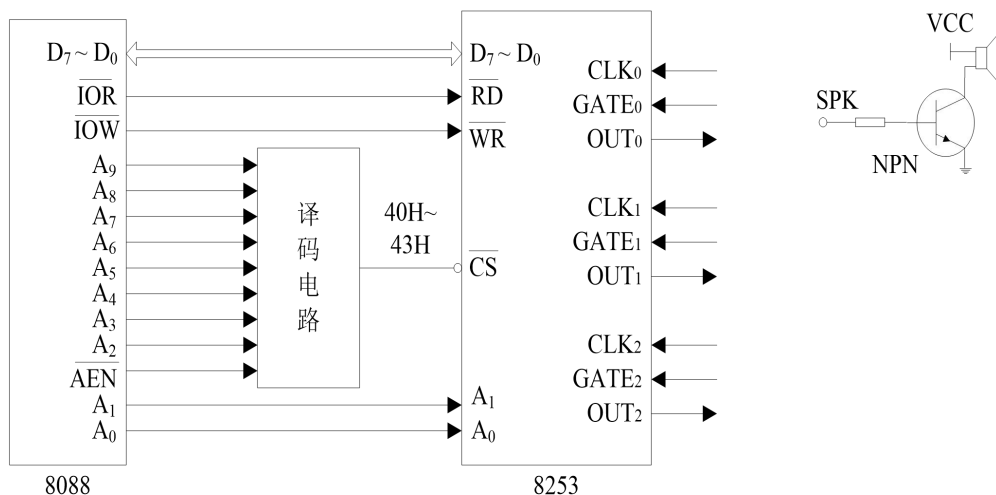 D₇ ~ D₀
IOR
IOW
A₉
A₈
A₇
A₆
A₅
A₄
A₃
A₂
AEN
A₁
A₀
8088
译码电路
40H~
43H
D₇ ~ D₀
RD
WR
CS
A₁
A₀
CLK₀
GATE₀
OUT₀
CLK₁
GATE₁
OUT₁
CLK₂
GATE₂
OUT₂
8253
VCC
SPK
NPN